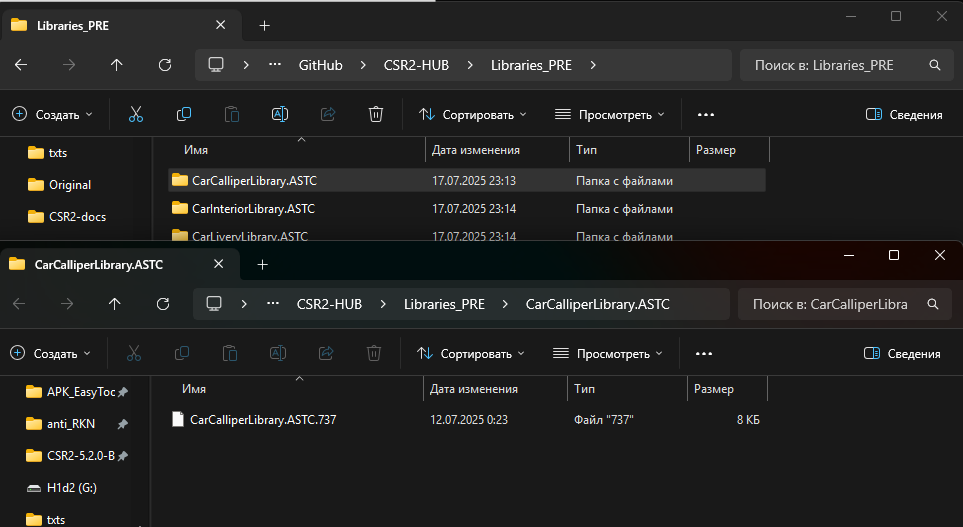 Libraries_PRE
GitHub CSR2-HUB Libraries_PRE Поиск в: Libraries_PRE
Создать Сортировать Просмотреть Сведения
Имя Дата изменения Тип Размер
txts
CarCalliperLibrary.ASTC 17.07.2025 23:13 Папка с файлами
Original
CarInteriorLibrary.ASTC 17.07.2025 23:14 Папка с файлами
CSR2-docs
CarLiveryLibrary.ASTC 17.07.2025 23:14 Папка с файлами
CarCalliperLibrary.ASTC
CSR2-HUB Libraries_PRE CarCalliperLibrary.ASTC Поиск в: CarCalliperLibra
Создать Сортировать Просмотреть Сведения
Имя Дата изменения Тип Размер
APK_EasyToc
CarCalliperLibrary.ASTC.737 12.07.2025 0:23 Файл "737" 8 КБ
anti_RKN
CSR2-5.2.0-B
H1d2 (G:)
txts